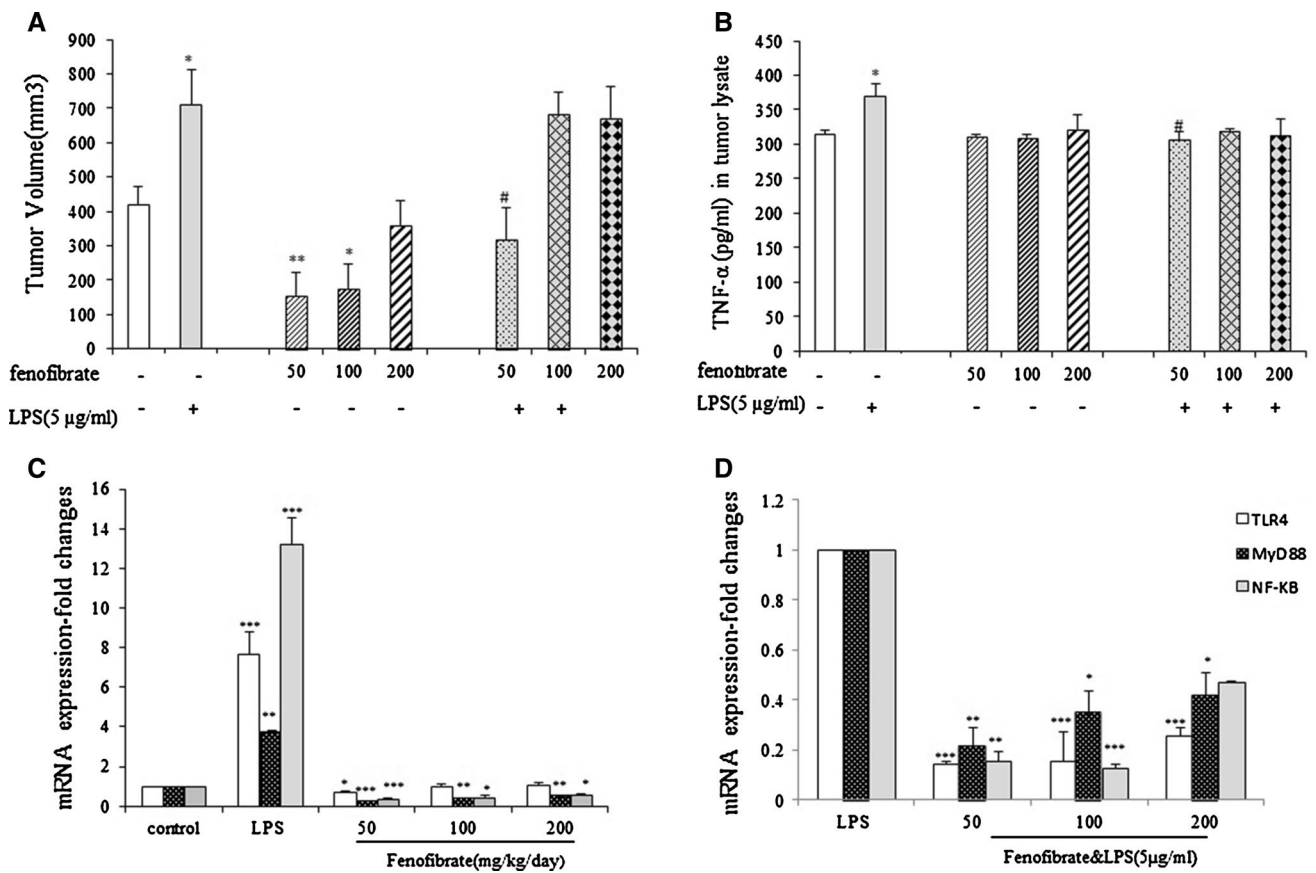 A
Tumor Volume(mm3)
900
800
700
600
500
400
300
200
100
0
*
**
*
#
fenofibrate - - 50 100 200 50 100 200
LPS(5 µg/ml) - + - - - + +
B
TNF-α (pg/ml) in tumor lysate
450
400
350
300
250
200
150
100
50
0
*
#
fenofibrate - - 50 100 200 50 100 200
LPS(5 µg/ml) - + - - - + + +
C
mRNA expression-fold changes
16
14
12
10
8
6
4
2
0
*** ** ***
* *** *** ** * ** *
control LPS 50 100 200
Fenofibrate(mg/kg/day)
D
mRNA expression-fold changes
1.2
1
0.8
0.6
0.4
0.2
0
TLR4
MyD88
NF-KB
*** ** ** *** * *** *** *
LPS 50 100 200
Fenofibrate&LPS(5µg/ml)